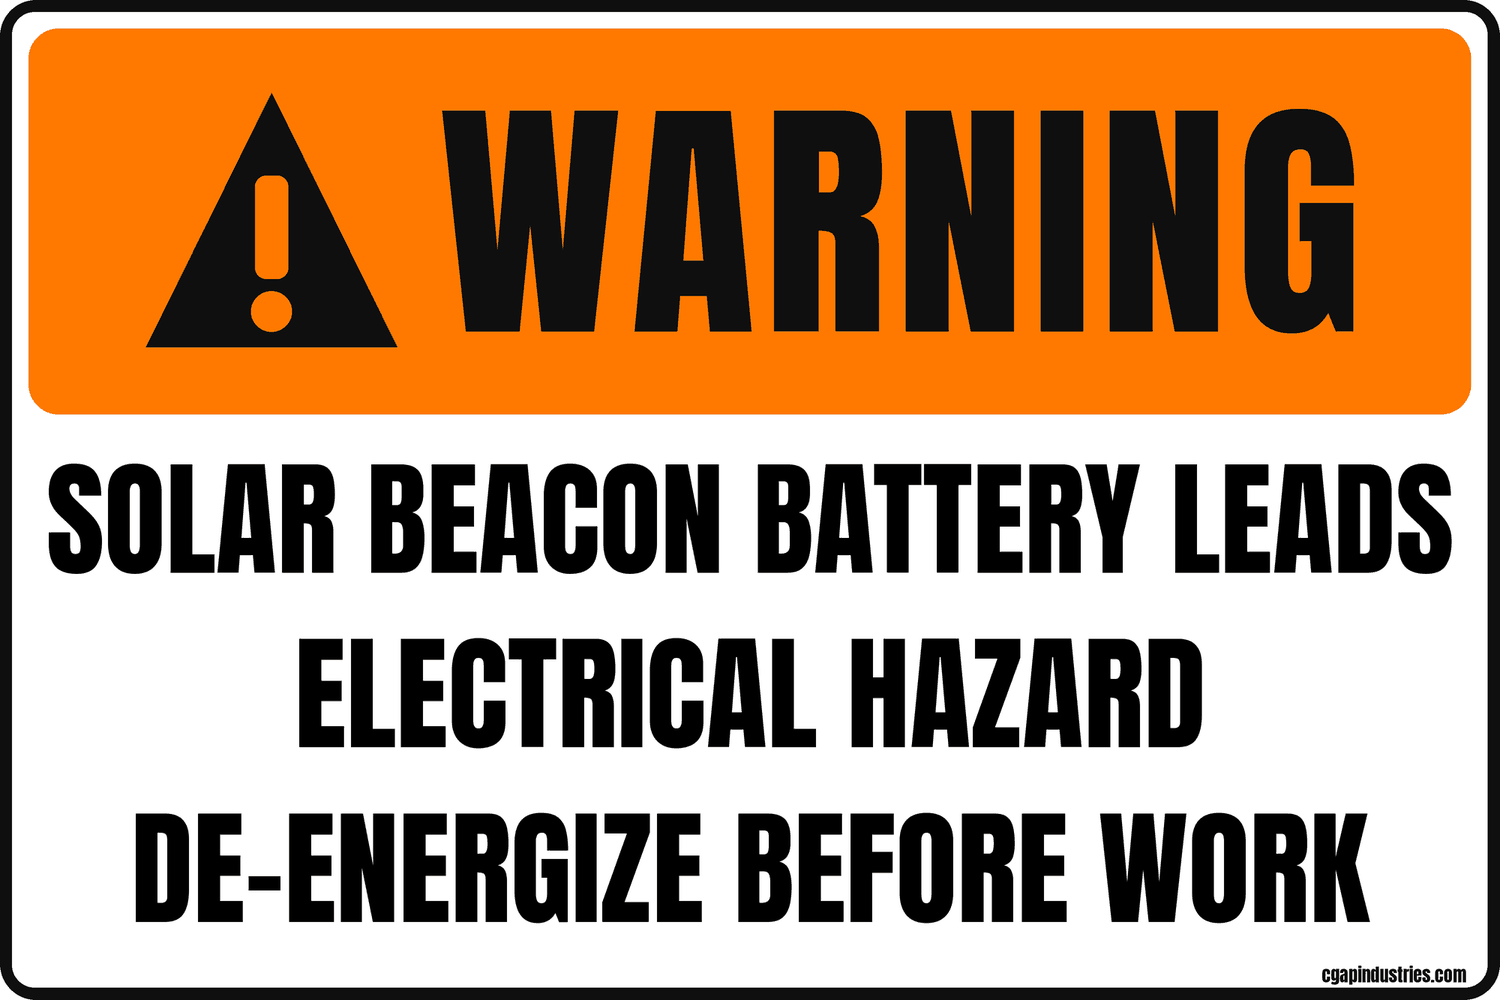 WARNING
SOLAR BEACON BATTERY LEADS
ELECTRICAL HAZARD
DE-ENERGIZE BEFORE WORK
cgapindustries.com